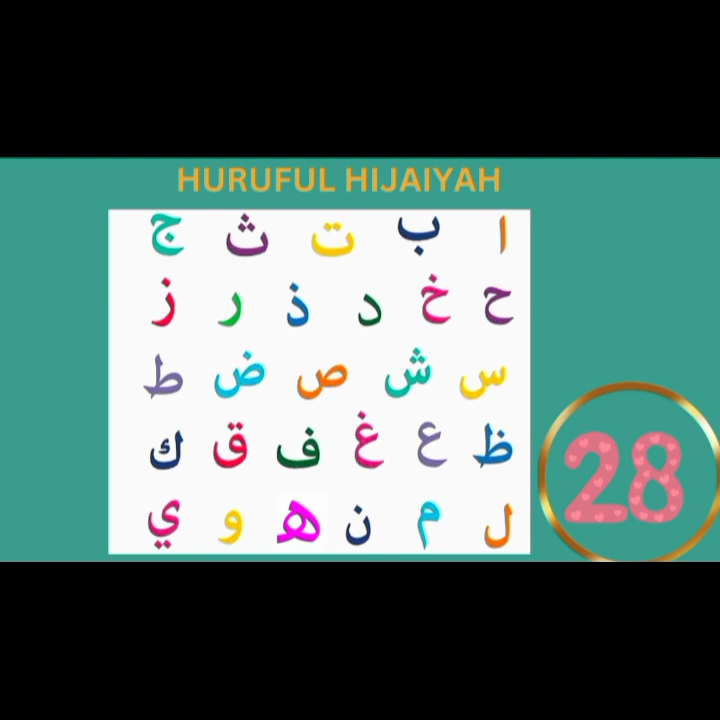 HURUFUL HIJAIYAH
ا ب ت ث ج
ح خ د ذ ر ز
س ش ص ض ط
ظ ع غ ف ق ك
ل م ن ه و ي
28